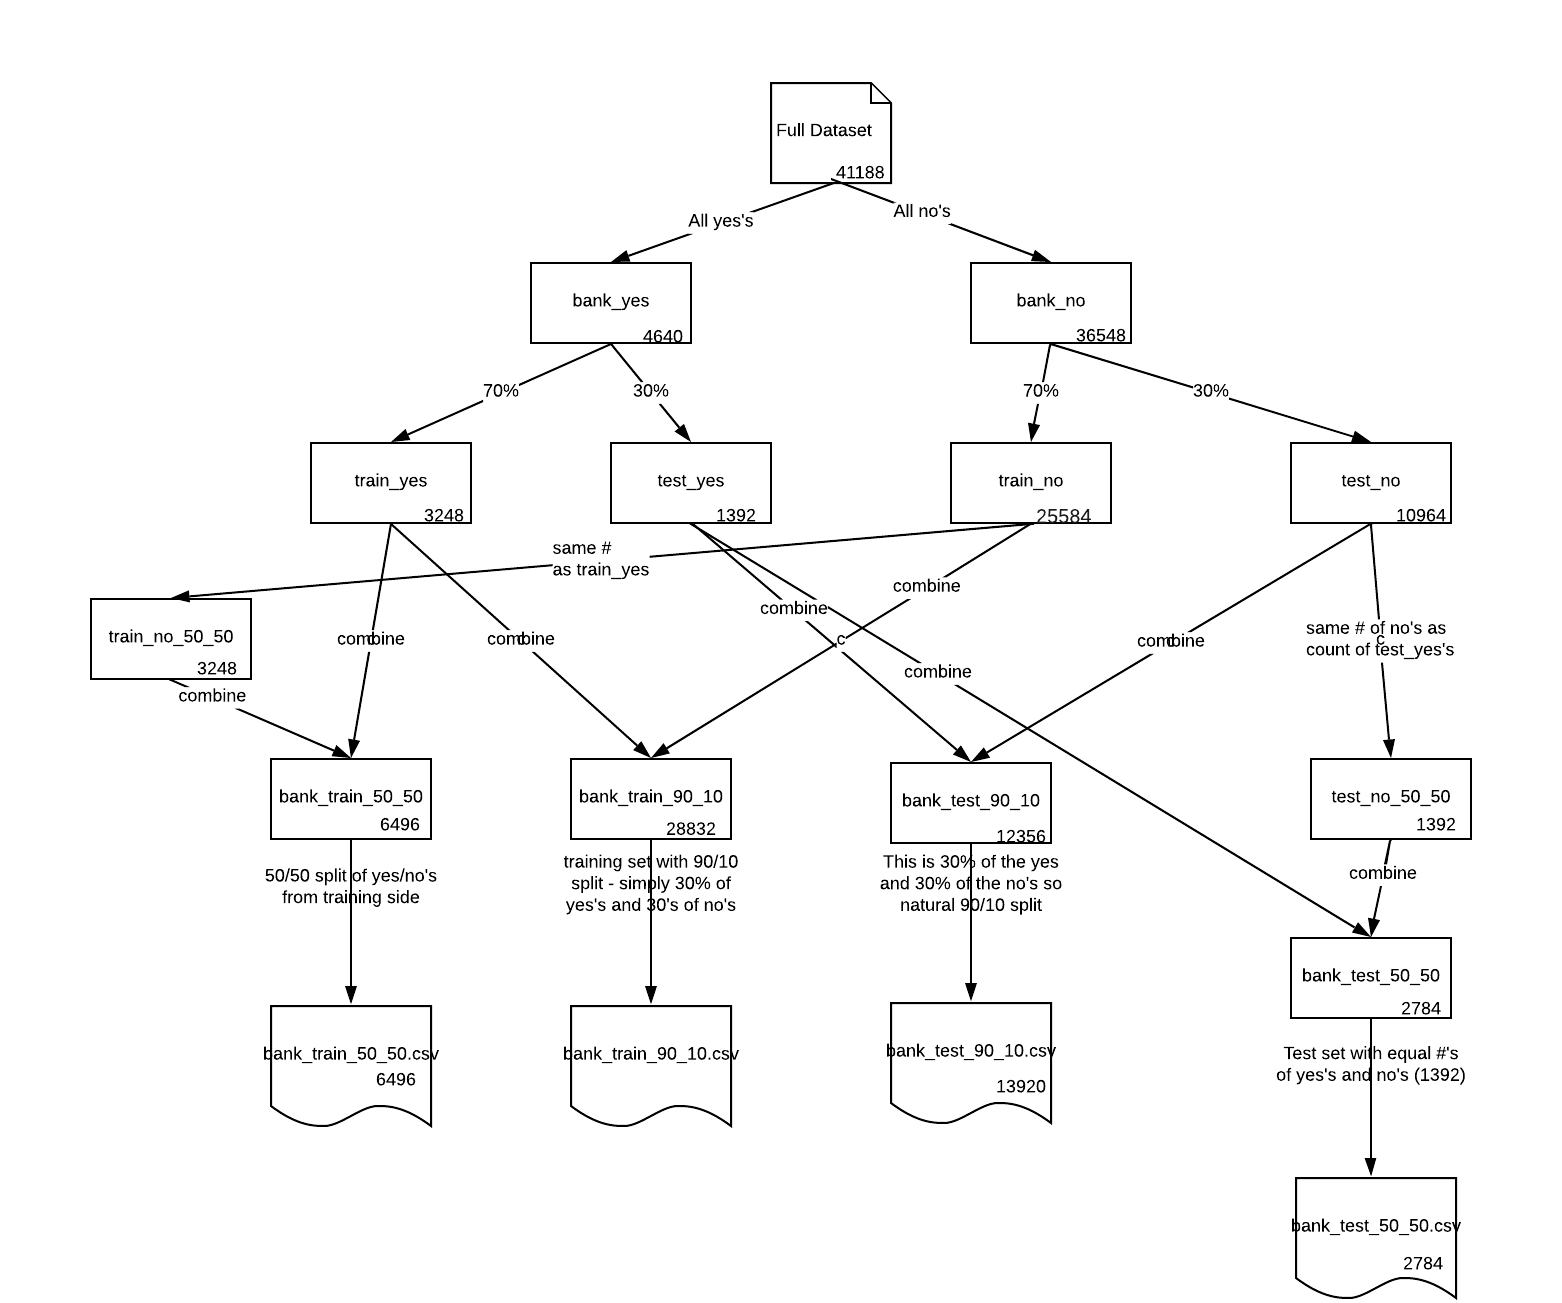 Full Dataset
41188
All yes's
All no's
bank_yes
4640
bank_no
36548
70%
30%
70%
30%
train_yes
3248
test_yes
1392
train_no
25584
test_no
10964
same #
as train_yes
combine
combine
train_no_50_50
3248
combine
combine
c
combine
same # of no's as
c
count of test_yes's
combine
combine
bank_train_50_50
6496
bank_train_90_10
28832
bank_test_90_10
12356
test_no_50_50
1392
50/50 split of yes/no's
from training side
training set with 90/10
split - simply 30% of
yes's and 30's of no's
This is 30% of the yes
and 30% of the no's so
natural 90/10 split
combine
bank_test_50_50
2784
bank_train_50_50.csv
6496
bank_train_90_10.csv
bank_test_90_10.csv
13920
Test set with equal #'s
of yes's and no's (1392)
bank_test_50_50.csv
2784